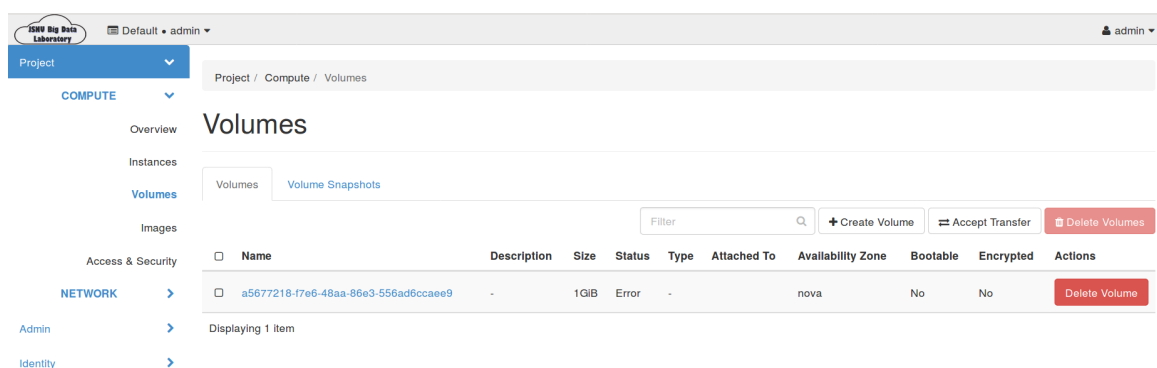 JSNU Big Data
Laboratory
Default • admin
admin
Project
COMPUTE
Overview
Instances
Volumes
Images
Access & Security
NETWORK
Admin
Identity
Project / Compute / Volumes
Volumes
Volumes Volume Snapshots
Filter Create Volume Accept Transfer Delete Volumes
Name Description Size Status Type Attached To Availability Zone Bootable Encrypted Actions
a5677218-f7e6-48aa-86e3-556ad6ccaee9 - 1GiB Error - nova No No Delete Volume
Displaying 1 item